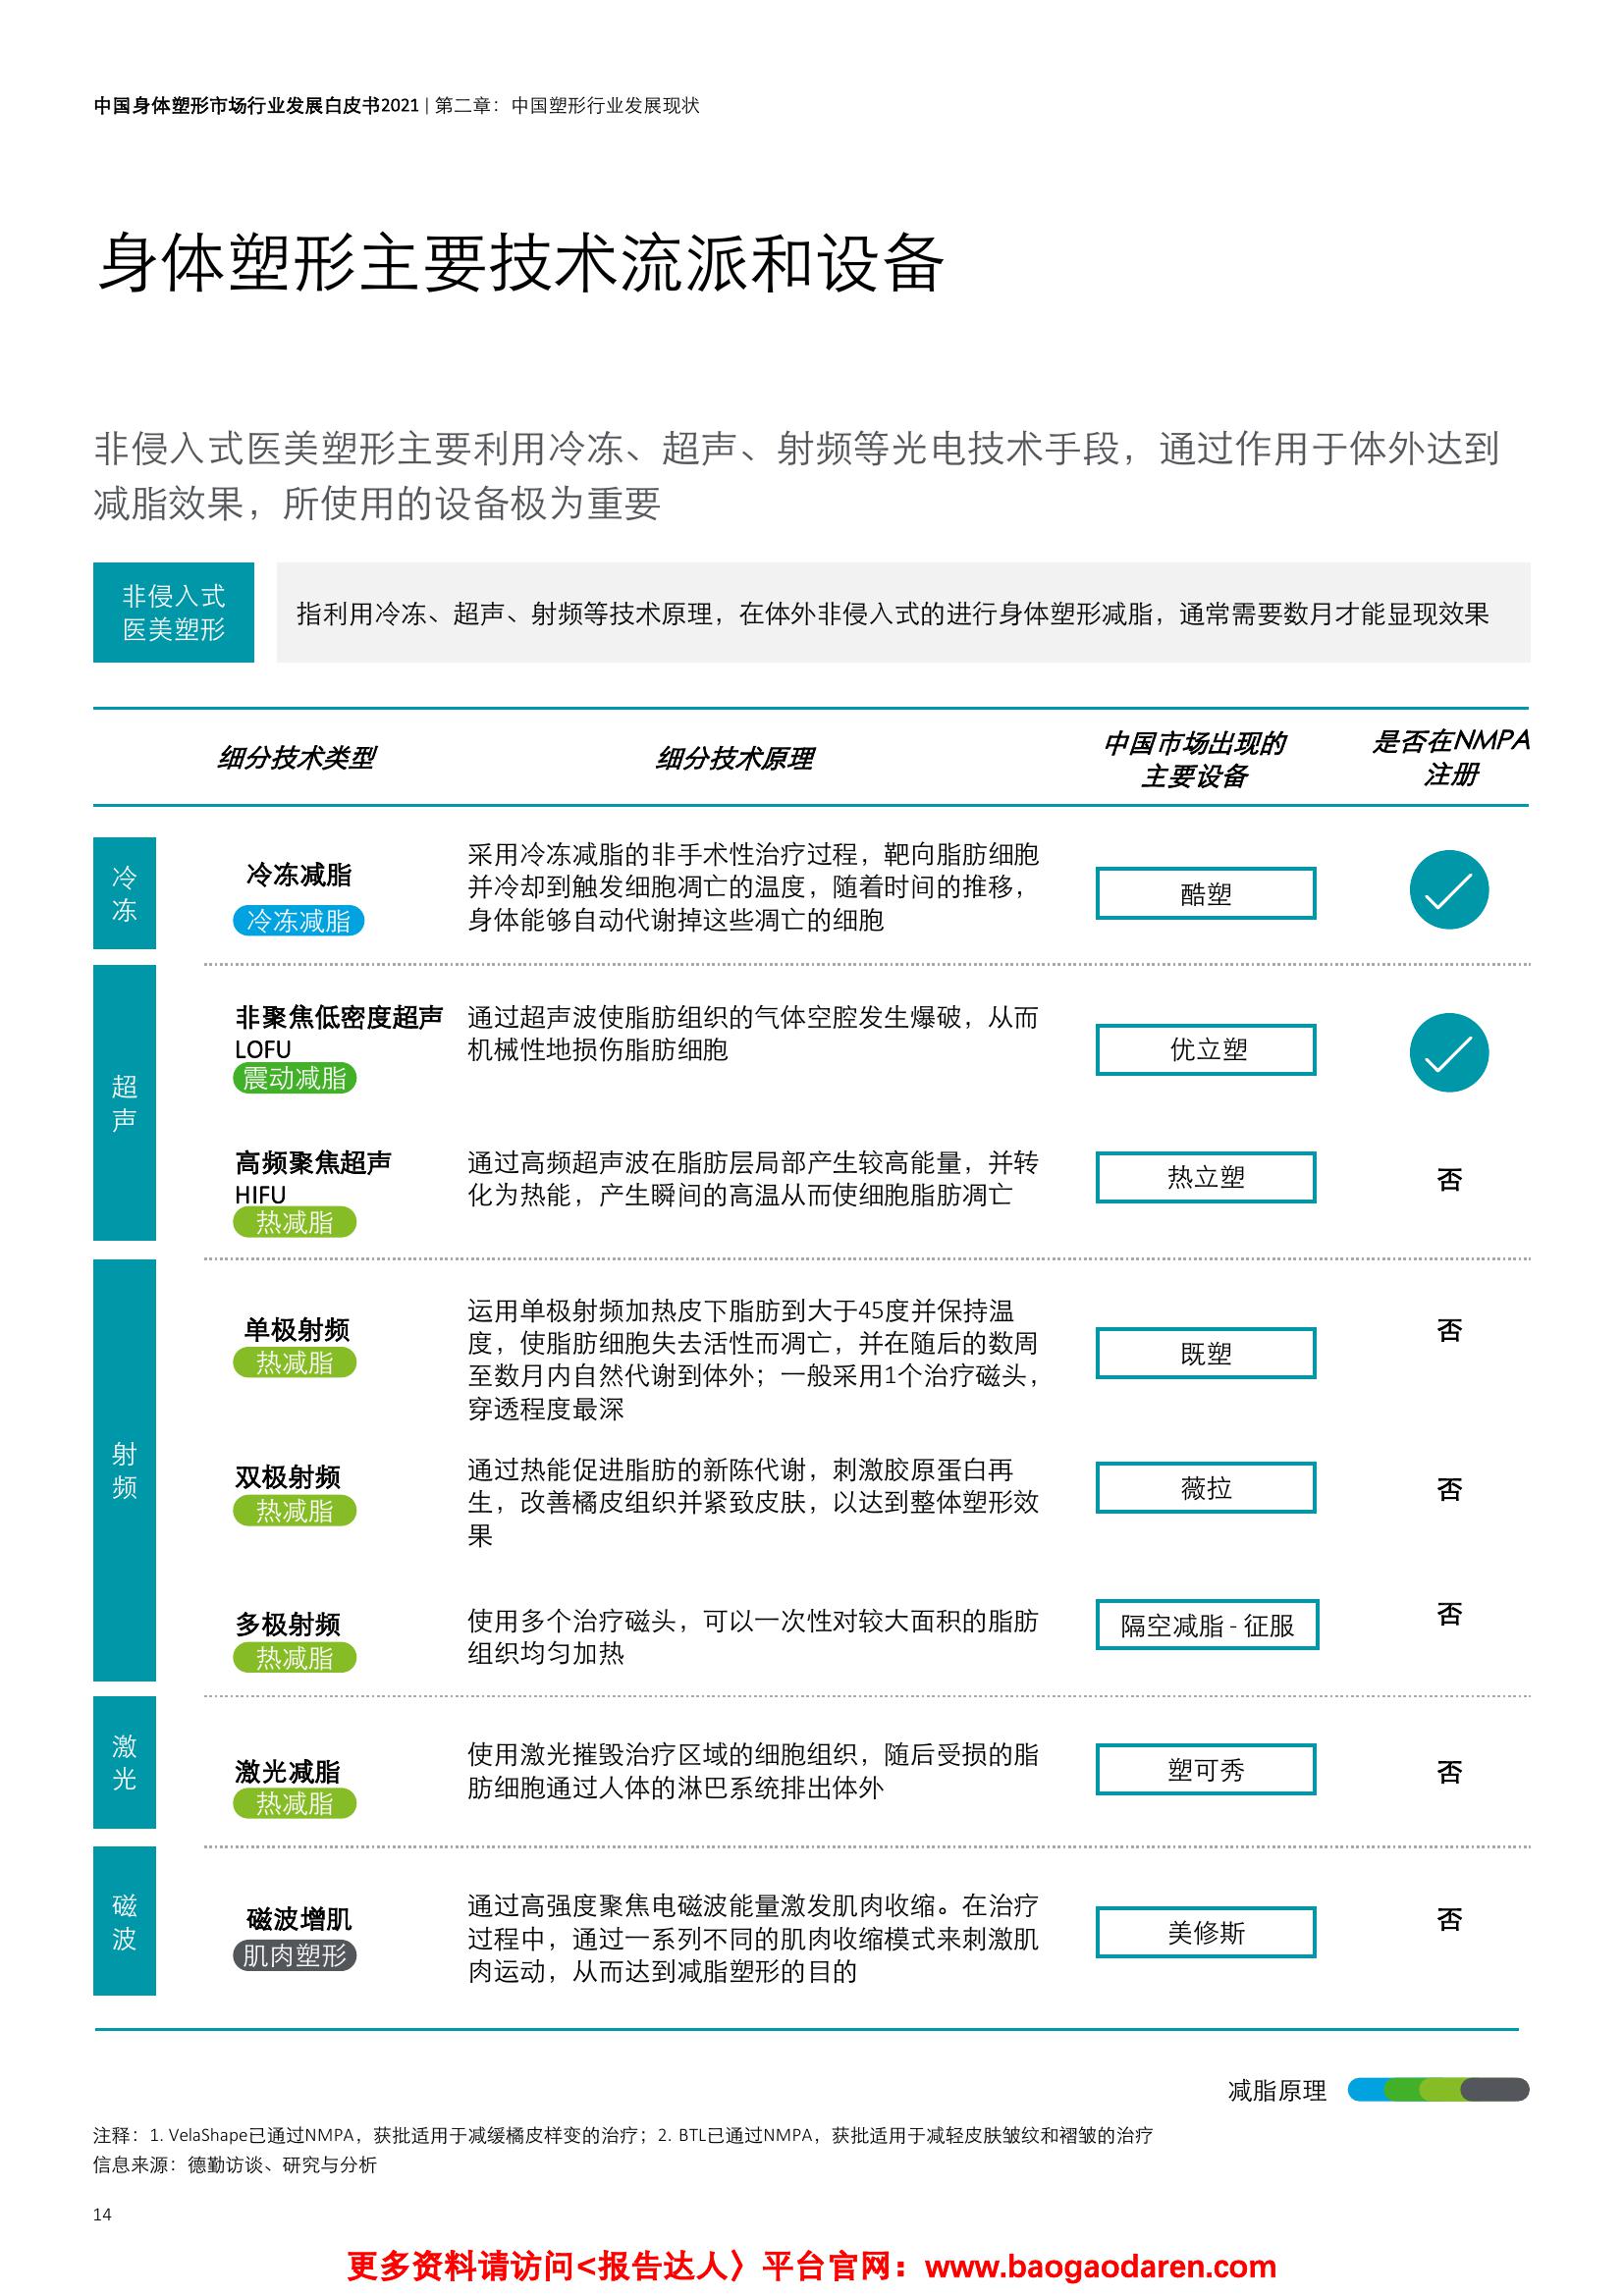 中国身体塑形市场行业发展白皮书2021 | 第二章：中国塑形行业发展现状
身体塑形主要技术流派和设备
非侵入式医美塑形主要利用冷冻、超声、射频等光电技术手段，通过作用于体外达到
减脂效果，所使用的设备极为重要
非侵入式
医美塑形
指利用冷冻、超声、射频等技术原理，在体外非侵入式的进行身体塑形减脂，通常需要数月才能显现效果
细分技术类型
细分技术原理
中国市场出现的
主要设备
是否在NMPA
注册
冷
冻
冷冻减脂
冷冻减脂
采用冷冻减脂的非手术性治疗过程，靶向脂肪细胞
并冷却到触发细胞凋亡的温度，随着时间的推移，
身体能够自动代谢掉这些凋亡的细胞
酷塑
超
声
非聚焦低密度超声
LOFU
震动减脂
通过超声波使脂肪组织的气体空腔发生爆破，从而
机械性地损伤脂肪细胞
优立塑
高频聚焦超声
HIFU
热减脂
通过高频超声波在脂肪层局部产生较高能量，并转
化为热能，产生瞬间的高温从而使细胞脂肪凋亡
热立塑
否
射
频
单极射频
热减脂
运用单极射频加热皮下脂肪到大于45度并保持温
度，使脂肪细胞失去活性而凋亡，并在随后的数周
至数月内自然代谢到体外；一般采用1个治疗磁头，
穿透程度最深
既塑
否
双极射频
热减脂
通过热能促进脂肪的新陈代谢，刺激胶原蛋白再
生，改善橘皮组织并紧致皮肤，以达到整体塑形效
果
薇拉
否
多极射频
热减脂
使用多个治疗磁头，可以一次性对较大面积的脂肪
组织均匀加热
隔空减脂 - 征服
否
激
光
激光减脂
热减脂
使用激光摧毁治疗区域的细胞组织，随后受损的脂
肪细胞通过人体的淋巴系统排出体外
塑可秀
否
磁
波
磁波增肌
肌肉塑形
通过高强度聚焦电磁波能量激发肌肉收缩。在治疗
过程中，通过一系列不同的肌肉收缩模式来刺激肌
肉运动，从而达到减脂塑形的目的
美修斯
否
减脂原理
注释：1. VelaShape已通过NMPA，获批适用于减缓橘皮样变的治疗；2. BTL已通过NMPA，获批适用于减轻皮肤皱纹和褶皱的治疗
信息来源：德勤访谈、研究与分析
14
更多资料请访问<报告达人〉平台官网：www.baogaodaren.com